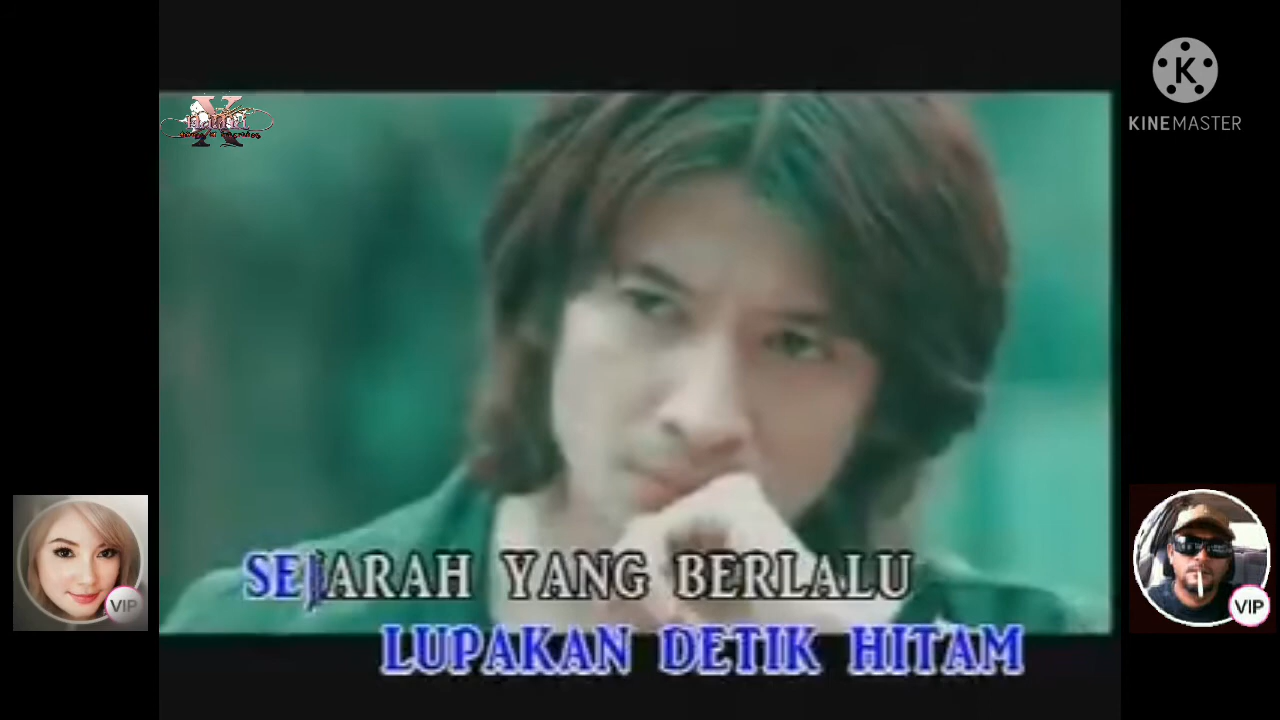 K
KINEMASTER
X
SEJARAH YANG BERLALU
LUPAKAN DETIK HITAM
VIP
VIP